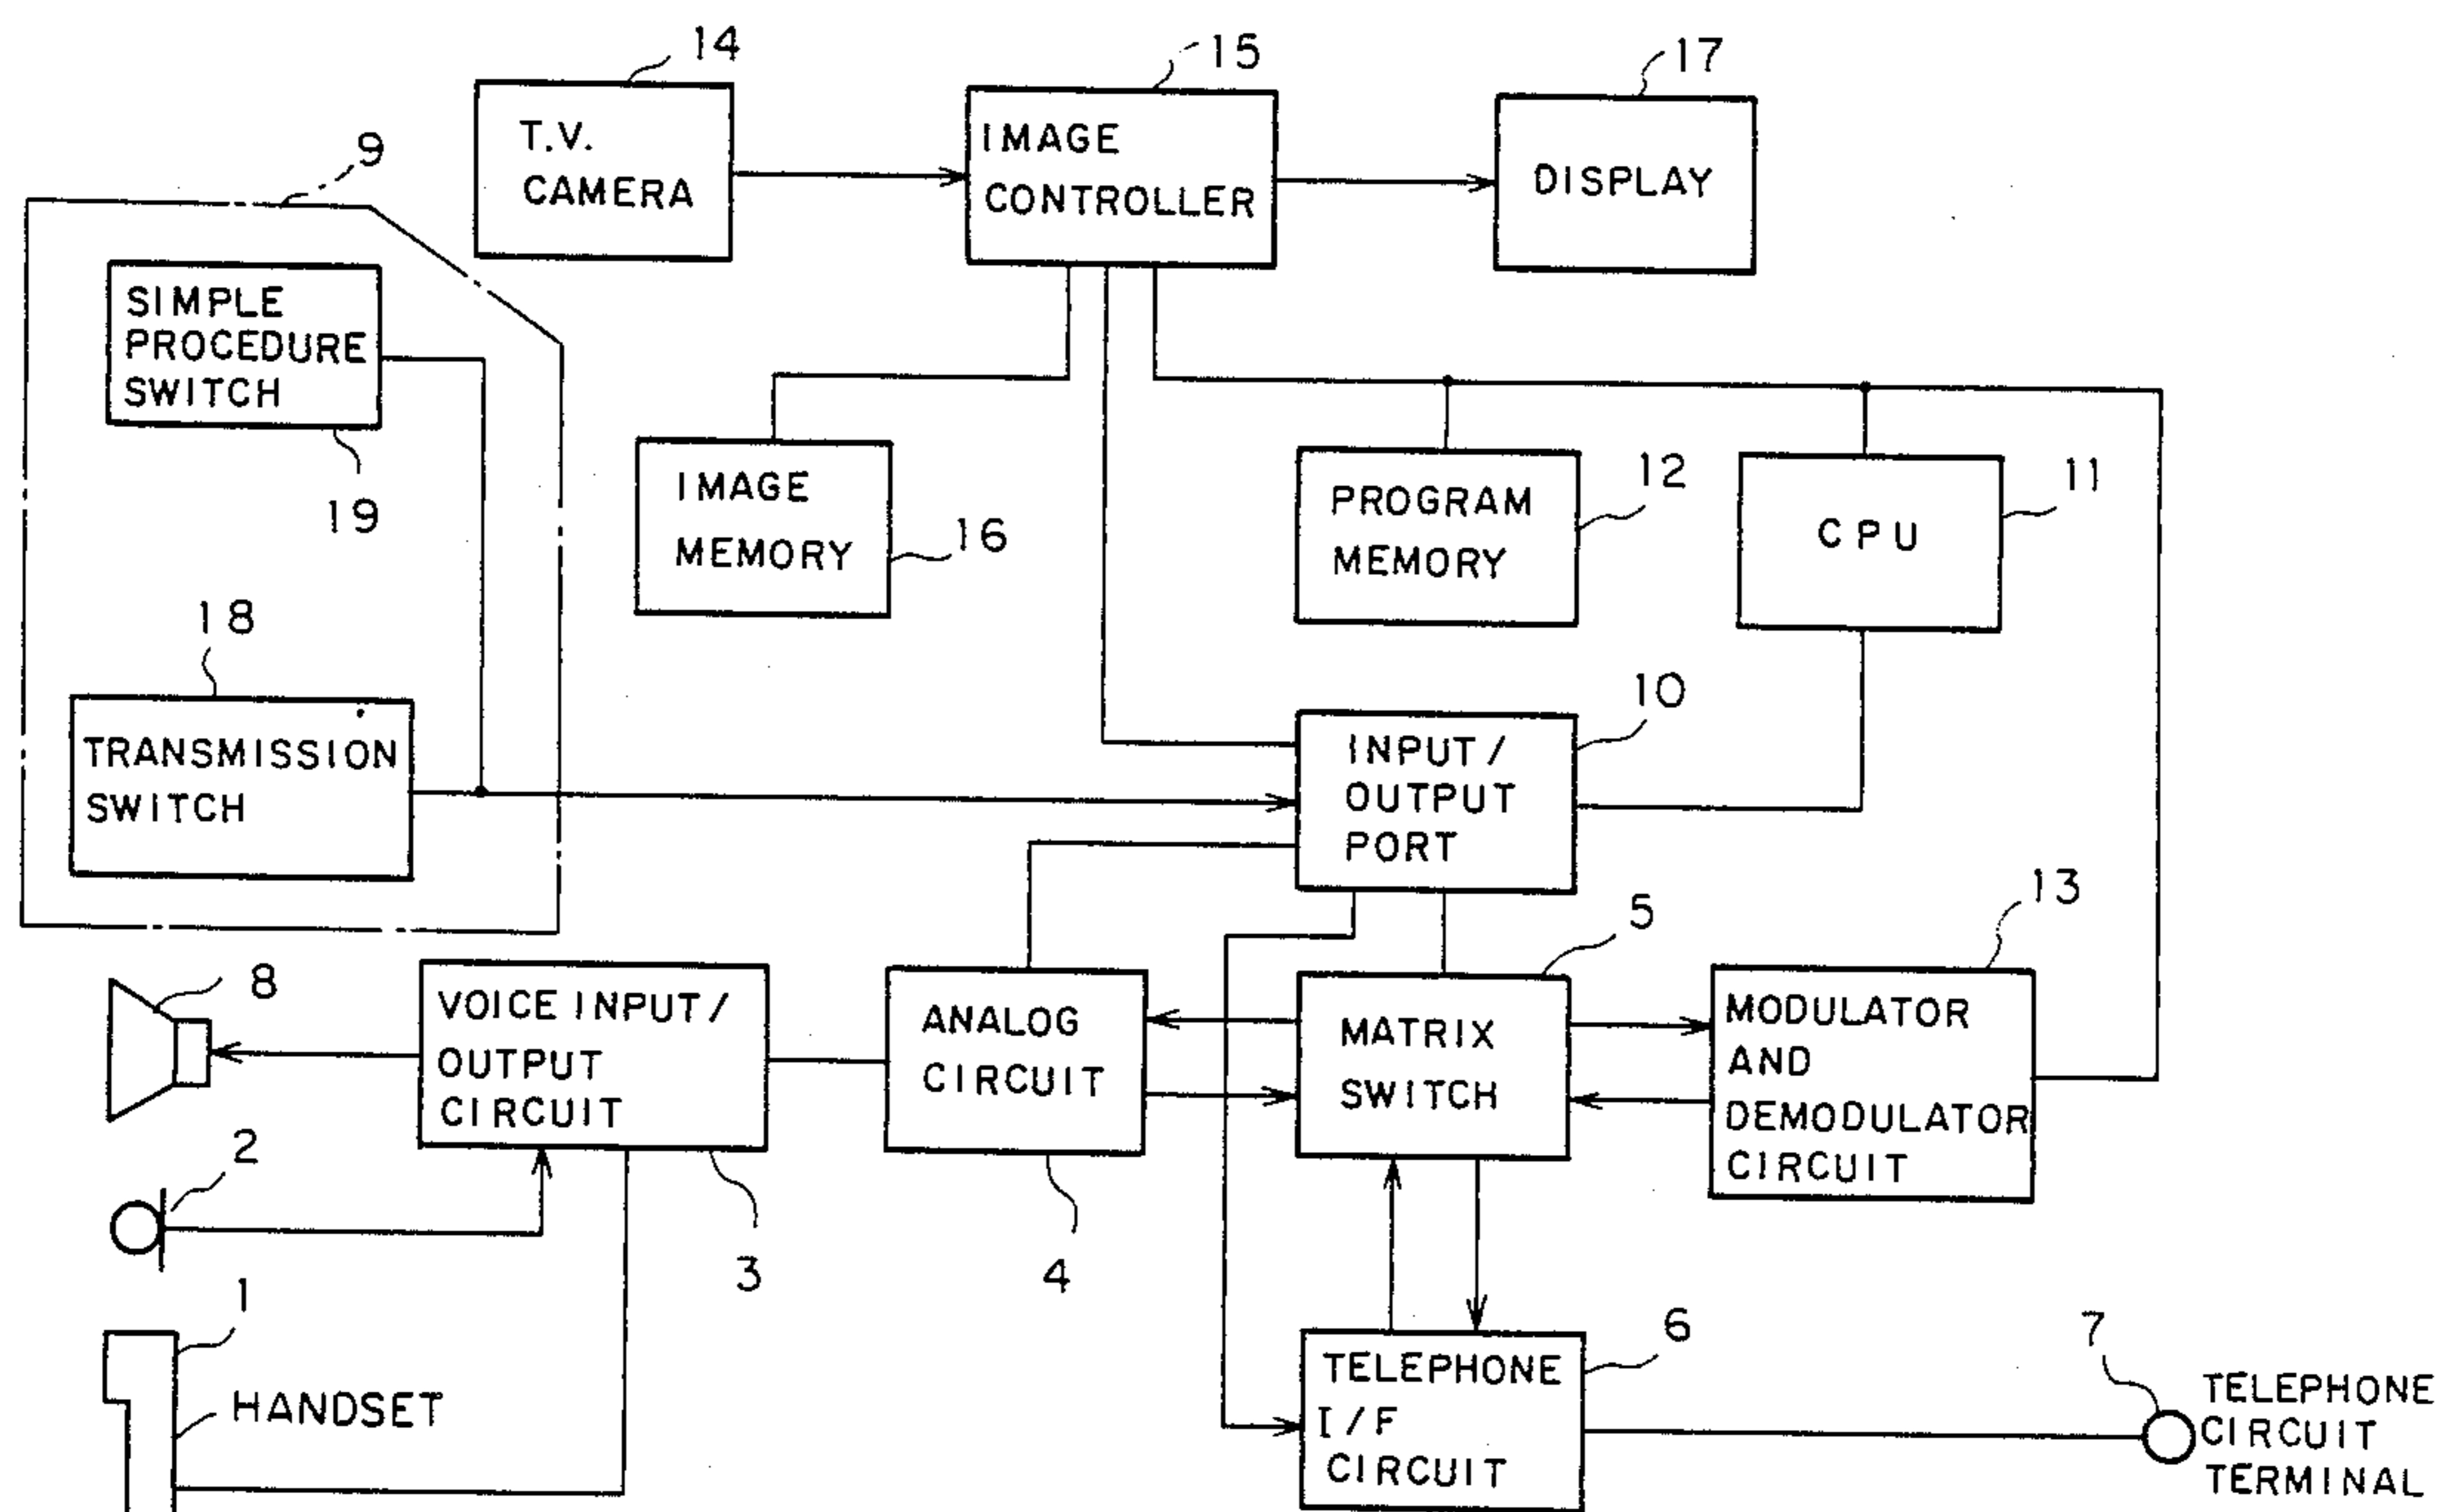 14
15
17
9
T.V.
CAMERA
IMAGE
CONTROLLER
DISPLAY
SIMPLE
PROCEDURE
SWITCH
19
IMAGE
MEMORY
16
PROGRAM
MEMORY
12
CPU
11
18
TRANSMISSION
SWITCH
10
INPUT/
OUTPUT
PORT
13
5
8
VOICE INPUT/
OUTPUT
CIRCUIT
3
ANALOG
CIRCUIT
4
MATRIX
SWITCH
MODULATOR
AND
DEMODULATOR
CIRCUIT
2
1
HANDSET
6
TELEPHONE
I/F
CIRCUIT
7
TELEPHONE
CIRCUIT
TERMINAL